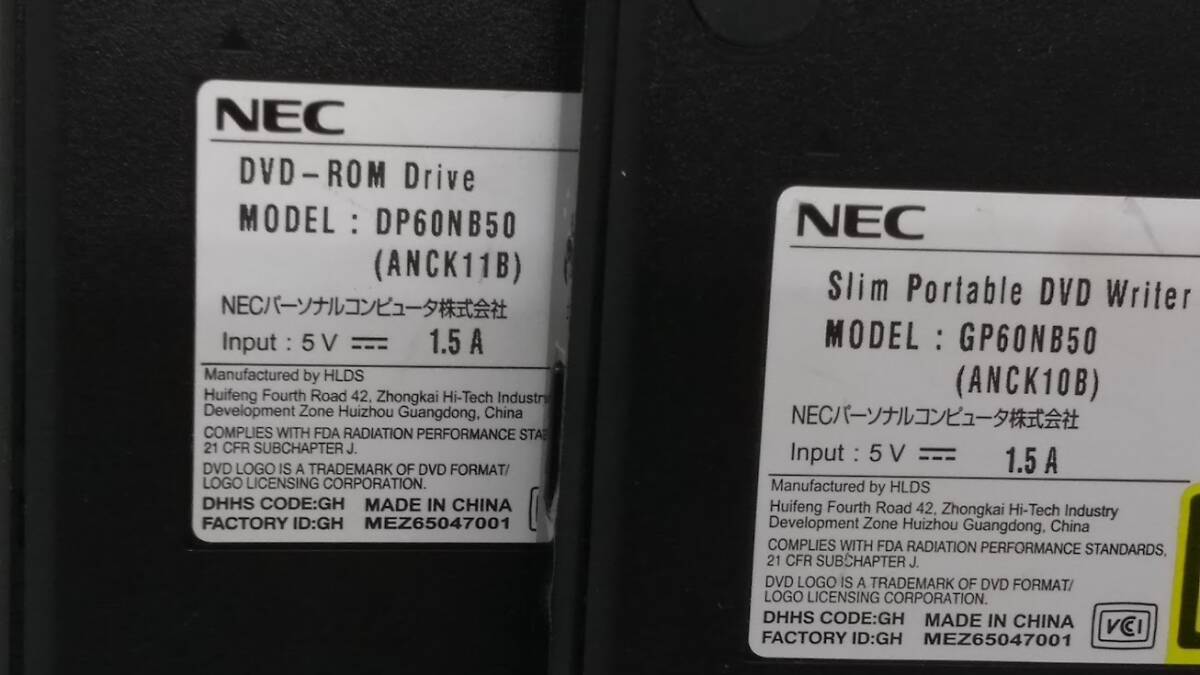 NEC
DVD-ROM Drive
MODEL : DP60NB50
(ANCK11B)
NECパーソナルコンピュータ株式会社
Input : 5 V 1.5 A
Manufactured by HLDS
Huifeng Fourth Road 42, Zhongkai Hi-Tech Industry
Development Zone Huizhou Guangdong, China
COMPLIES WITH FDA RADIATION PERFORMANCE STA
21 CFR SUBCHAPTER J.
DVD LOGO IS A TRADEMARK OF DVD FORMAT/
LOGO LICENSING CORPORATION.
DHHS CODE:GH MADE IN CHINA
FACTORY ID:GH MEZ65047001
NEC
Slim Portable DVD Writer
MODEL : GP60NB50
(ANCK10B)
NECパーソナルコンピュータ株式会社
Input : 5 V 1.5 A
Manufactured by HLDS
Huifeng Fourth Road 42, Zhongkai Hi-Tech Industry
Development Zone Huizhou Guangdong, China
COMPLIES WITH FDA RADIATION PERFORMANCE STANDARDS,
21 CFR SUBCHAPTER J.
DVD LOGO IS A TRADEMARK OF DVD FORMAT/
LOGO LICENSING CORPORATION.
DHHS CODE:GH MADE IN CHINA
FACTORY ID:GH MEZ65047001
VCCI